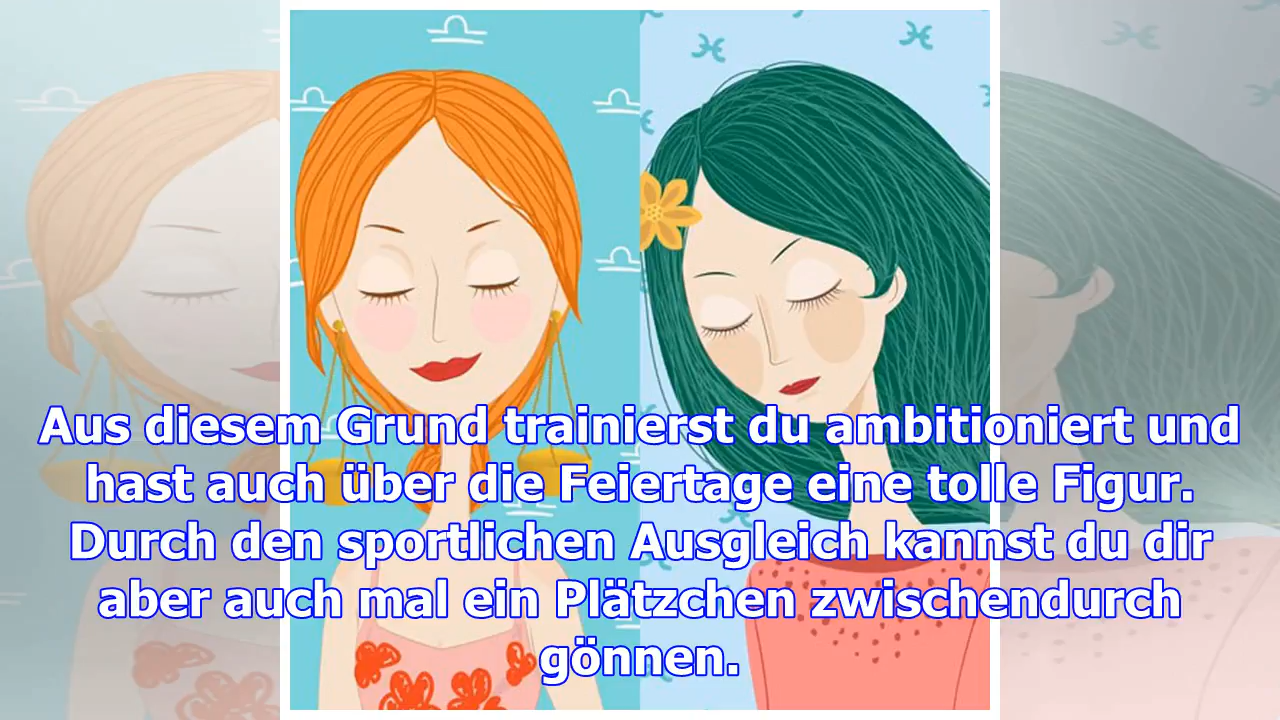 Aus diesem Grund trainierst du ambitioniert und
hast auch über die Feiertage eine tolle Figur.
Durch den sportlichen Ausgleich kannst du dir
aber auch mal ein Plätzchen zwischendurch
gönnen.